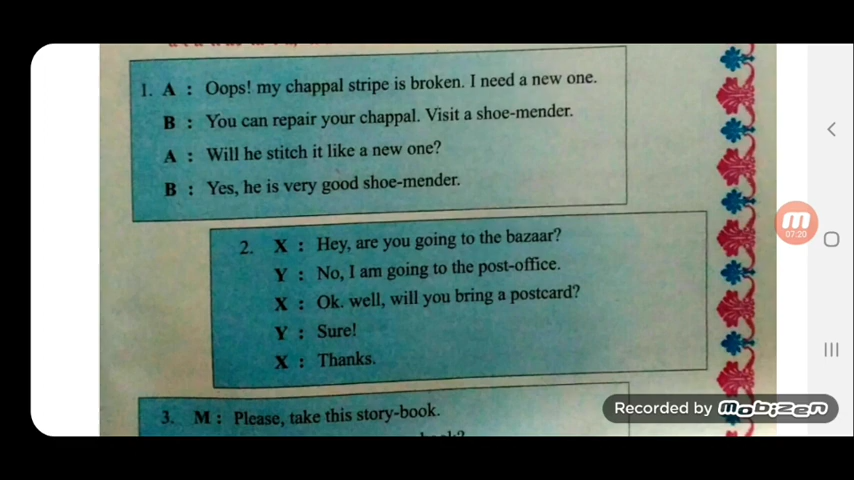 1. A : Oops! my chappal stripe is broken. I need a new one.
B : You can repair your chappal. Visit a shoe-mender.
A : Will he stitch it like a new one?
B : Yes, he is very good shoe-mender.
2. X : Hey, are you going to the bazaar?
Y : No, I am going to the post-office.
X : Ok. well, will you bring a postcard?
Y : Sure!
X : Thanks.
3. M : Please, take this story-book.
07:20
Recorded by mobizen